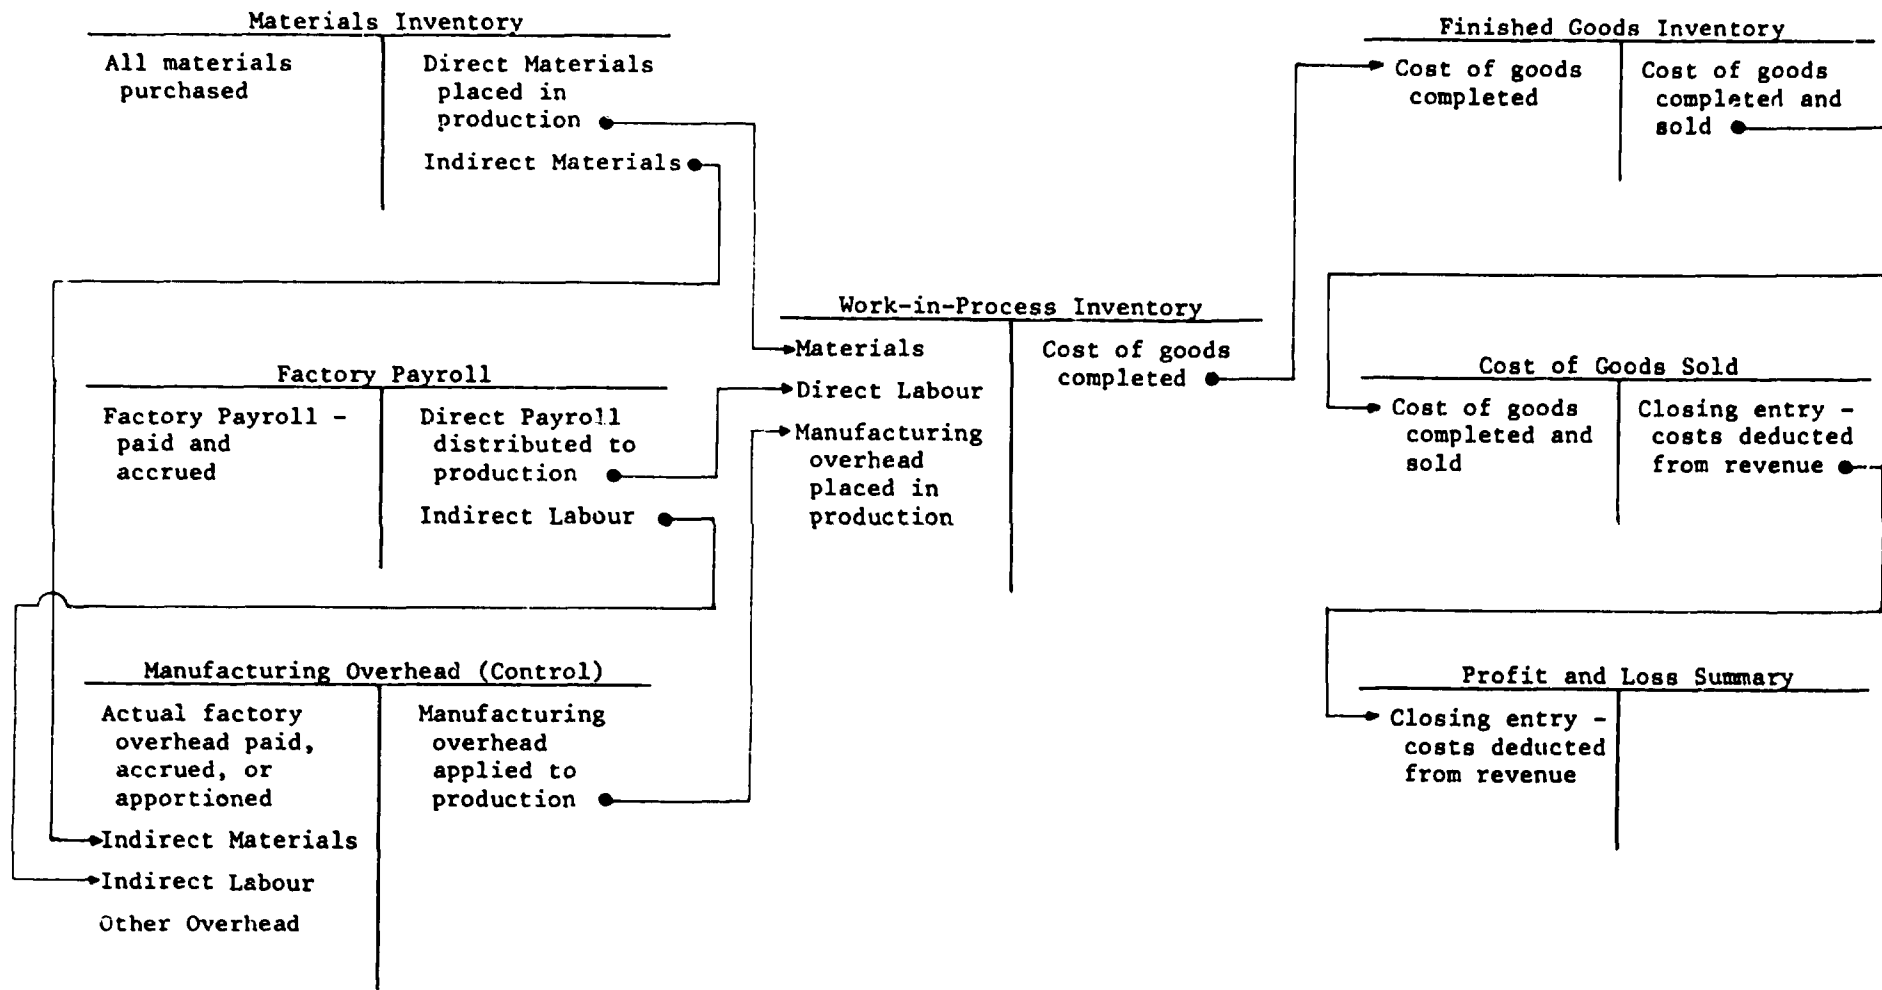 Materials Inventory
All materials
purchased
Direct Materials
placed in
production
Indirect Materials
Factory Payroll
Factory Payroll -
paid and
accrued
Direct Payroll
distributed to
production
Indirect Labour
Manufacturing Overhead (Control)
Actual factory
overhead paid,
accrued, or
apportioned
Indirect Materials
Indirect Labour
Other Overhead
Manufacturing
overhead
applied to
production
Work-in-Process Inventory
Materials
Direct Labour
Manufacturing
overhead
placed in
production
Cost of goods
completed
Finished Goods Inventory
Cost of goods
completed
Cost of goods
completed and
sold
Cost of Goods Sold
Cost of goods
completed and
sold
Closing entry -
costs deducted
from revenue
Profit and Loss Summary
Closing entry -
costs deducted
from revenue